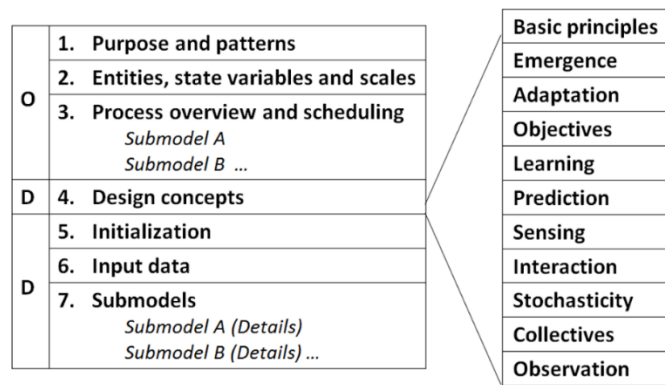 O
1. Purpose and patterns
2. Entities, state variables and scales
3. Process overview and scheduling
Submodel A
Submodel B ...
D
4. Design concepts
D
5. Initialization
6. Input data
7. Submodels
Submodel A (Details)
Submodel B (Details) ...
Basic principles
Emergence
Adaptation
Objectives
Learning
Prediction
Sensing
Interaction
Stochasticity
Collectives
Observation